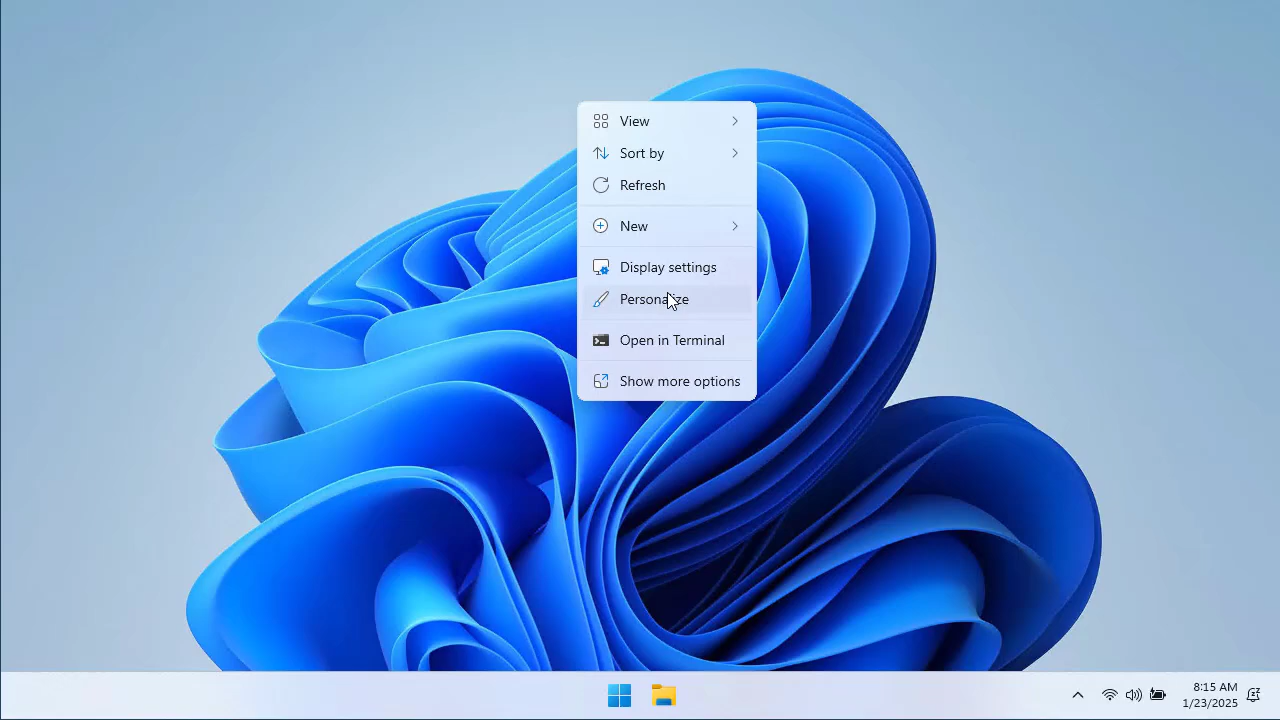 View
Sort by
Refresh
New
Display settings
Personalize
Open in Terminal
Show more options
8:15 AM
1/23/2025